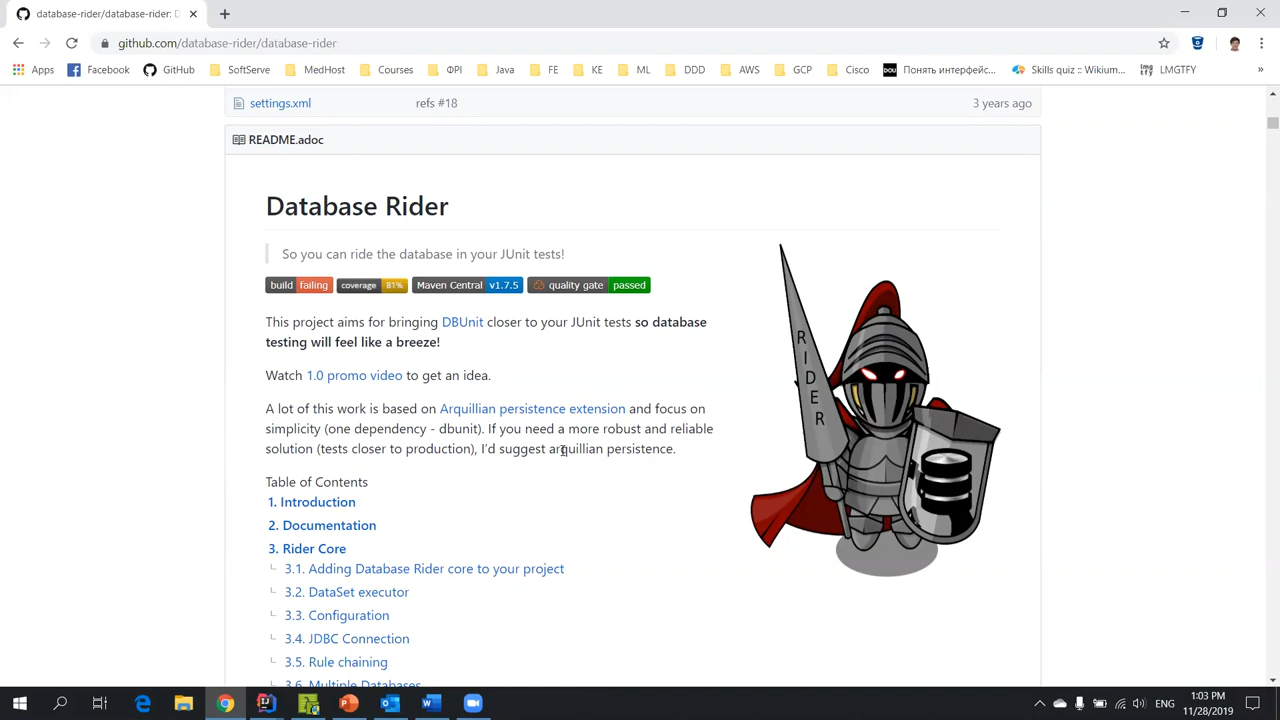 database-rider/database-rider: D
github.com/database-rider/database-rider
Apps
Facebook
GitHub
SoftServe
MedHost
Courses
ФРІ
Java
FE
KE
ML
DDD
AWS
GCP
Cisco
DOU
Понять интерфейс...
Skills quiz :: Wikium...
LMGTFY
»
settings.xml
refs #18
3 years ago
README.adoc
Database Rider
So you can ride the database in your JUnit tests!
build failing
coverage 81%
Maven Central v1.7.5
quality gate passed
This project aims for bringing DBUnit closer to your JUnit tests so database
testing will feel like a breeze!
Watch 1.0 promo video to get an idea.
A lot of this work is based on Arquillian persistence extension and focus on
simplicity (one dependency - dbunit). If you need a more robust and reliable
solution (tests closer to production), I'd suggest arquillian persistence.
RIDER
Table of Contents
1. Introduction
2. Documentation
3. Rider Core
3.1. Adding Database Rider core to your project
3.2. DataSet executor
3.3. Configuration
3.4. JDBC Connection
3.5. Rule chaining
3.6. Multiple Databases
ENG
1:03 PM
11/28/2019